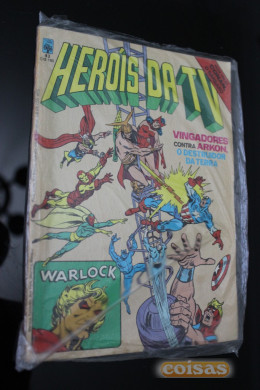 HERÓIS DA TV
VINGADORES
CONTRA ARKON,
O DESTRUIDOR
DA TERRA
WARLOCK
coisas